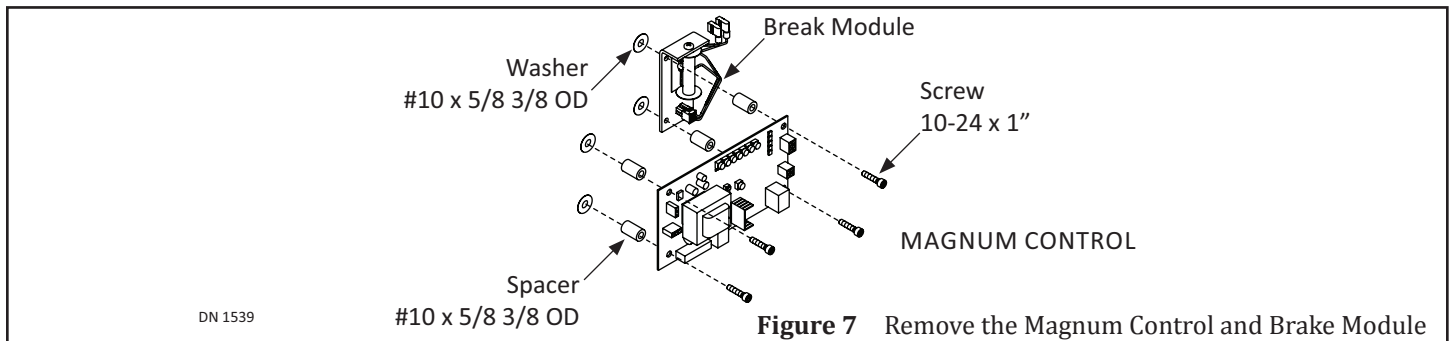 Break Module
Washer
#10 x 5/8 3/8 OD
Screw
10-24 x 1”
MAGNUM CONTROL
Spacer
#10 x 5/8 3/8 OD
DN 1539
Figure 7 Remove the Magnum Control and Brake Module